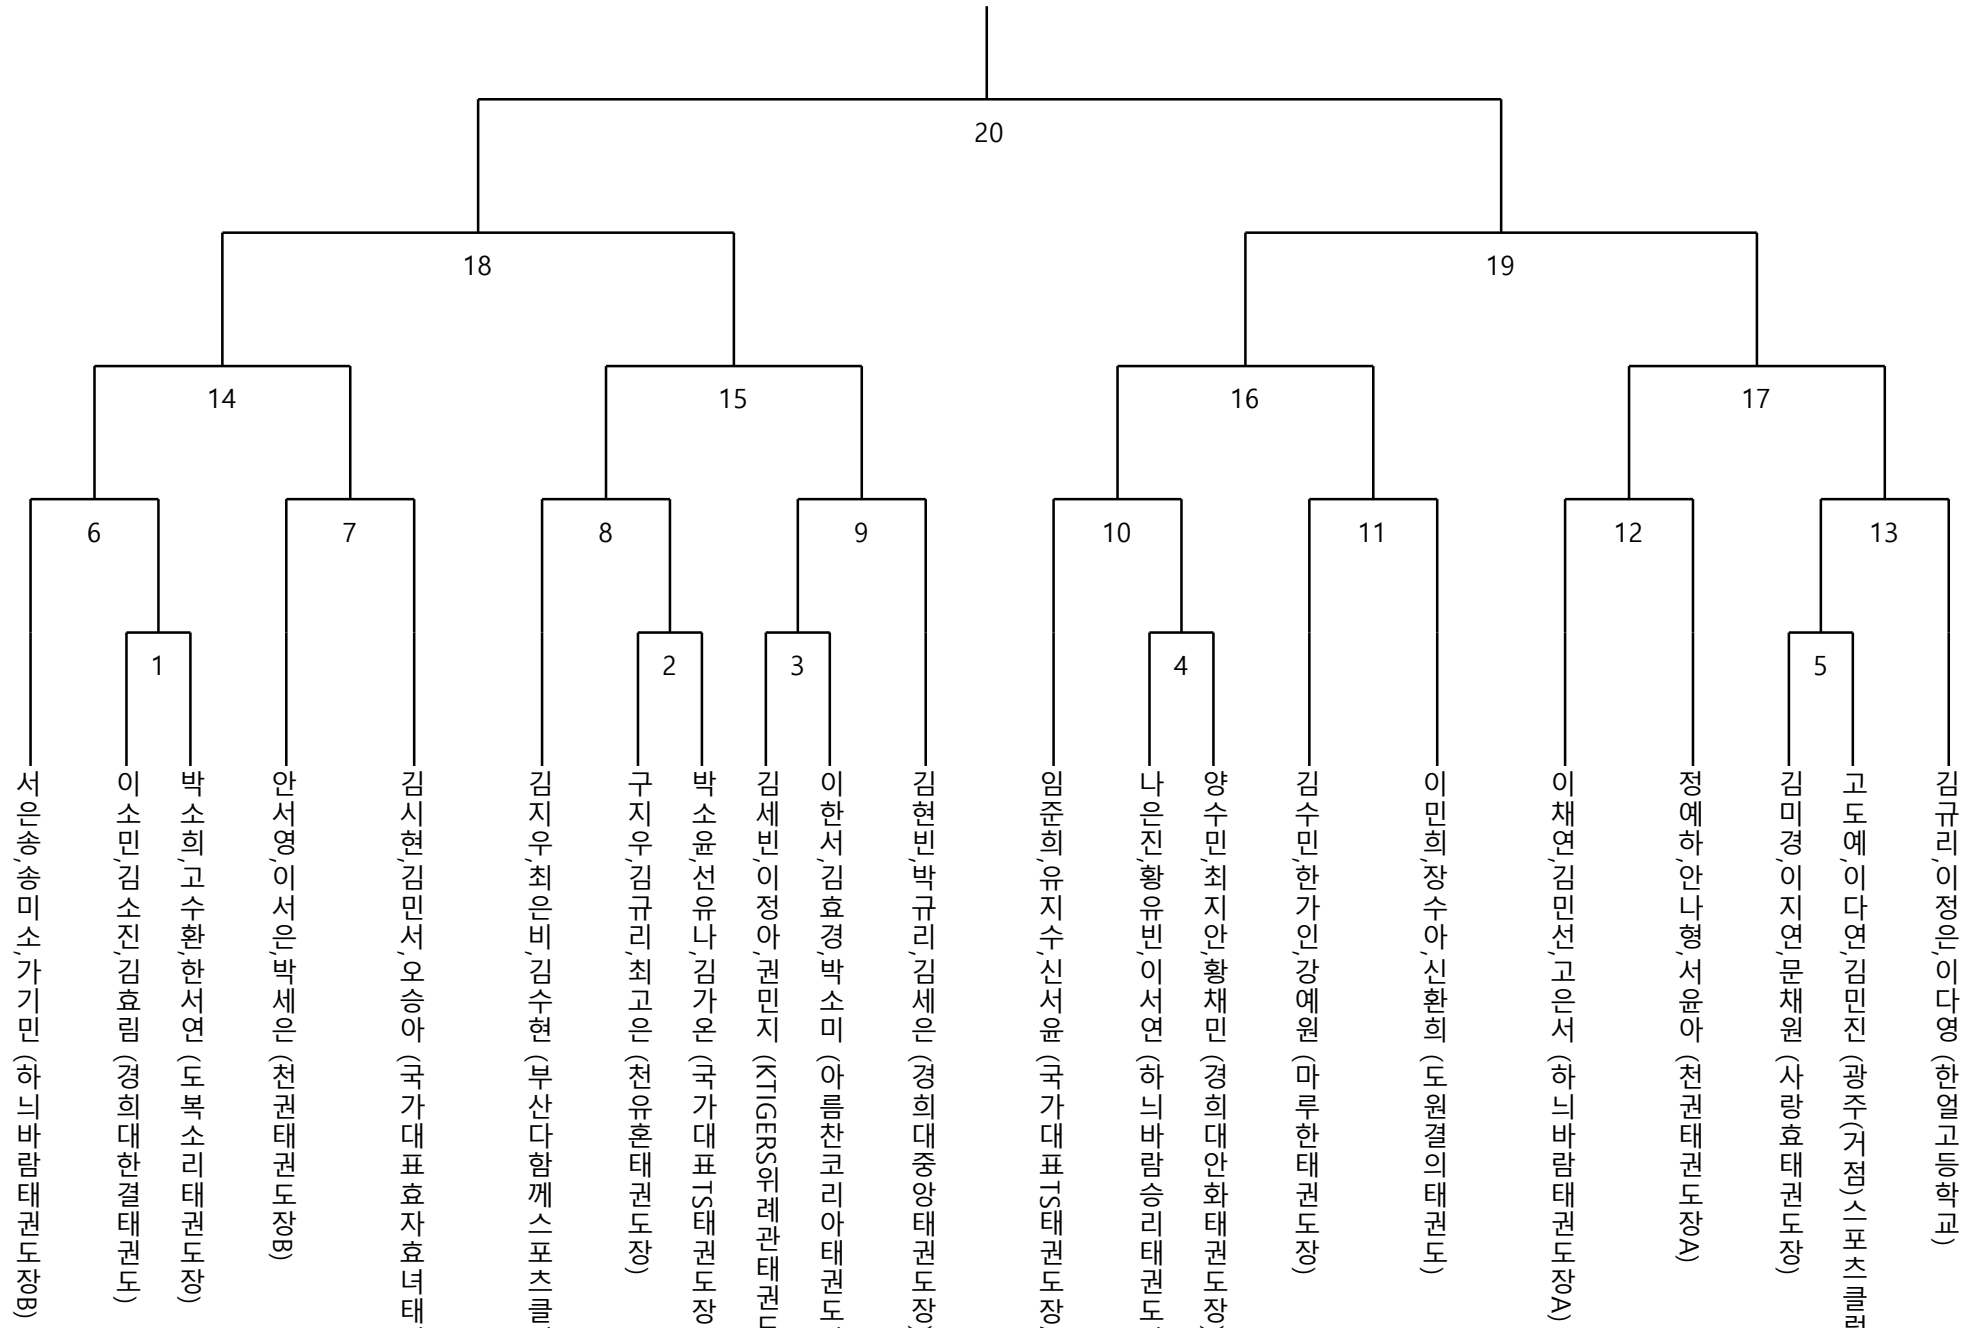 20
18
19
14
15
16
17
6
7
8
9
10
11
12
13
1
2
3
4
5
서은송,송미소,가기민 (하늬바람태권도장B)
이소민,김소진,김효림 (경희대한결태권도)
박소희,고수환,한서연 (도복소리태권도장)
안서영,이서은,박세은 (천권태권도장B)
김시현,김민서,오승아 (국가대표효자효녀태
김지우,최은비,김수현 (부산다함께스포츠클
구지우,김규리,최고은 (천유혼태권도장)
박소윤,선유나,김가온 (국가대표TS태권도장
김세빈,이정아,권민지 (KTIGERS위례관태권도
이한서,김효경,박소미 (아름찬코리아태권도
김현빈,박규리,김세은 (경희대중앙태권도장)
임준희,유지수,신서윤 (국가대표TS태권도장
나은진,황유빈,이서연 (하늬바람승리태권도
양수민,최지안,황채민 (경희대안화태권도장)
김수민,한가인,강예원 (마루한태권도장)
이민희,장수아,신환희 (도원결의태권도)
이채연,김민선,고은서 (하늬바람태권도장A)
정예하,안나형,서윤아 (천권태권도장A)
김미경,이지연,문채원 (사랑효태권도장)
고도예,이다연,김민진 (광주(거점)스포츠클럽
김규리,이정은,이다영 (한얼고등학교)